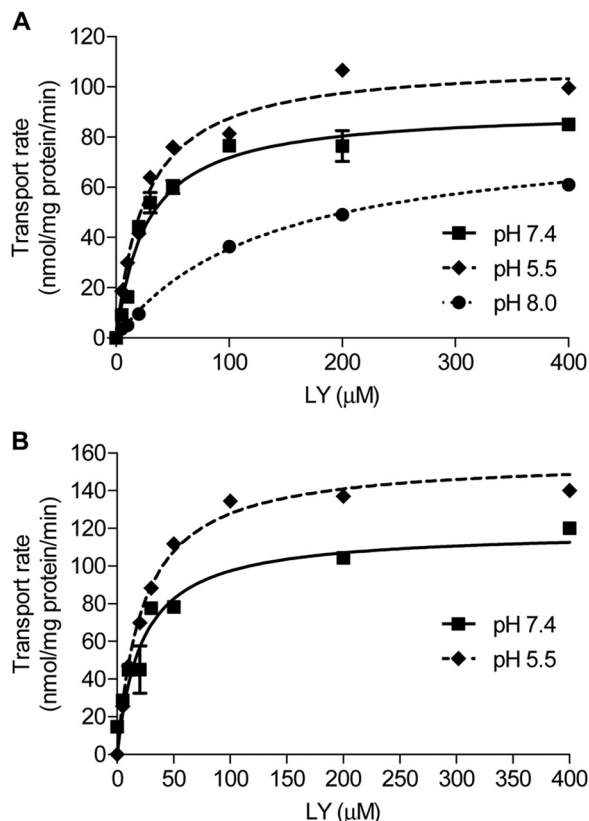 A
Transport rate
(nmol/mg protein/min)
120
100
80
60
40
20
0
pH 7.4
pH 5.5
pH 8.0
0
100
200
300
400
LY (μM)
B
Transport rate
(nmol/mg protein/min)
160
140
120
100
80
60
40
20
0
pH 7.4
pH 5.5
0
50
100
150
200
250
300
350
400
LY (μM)